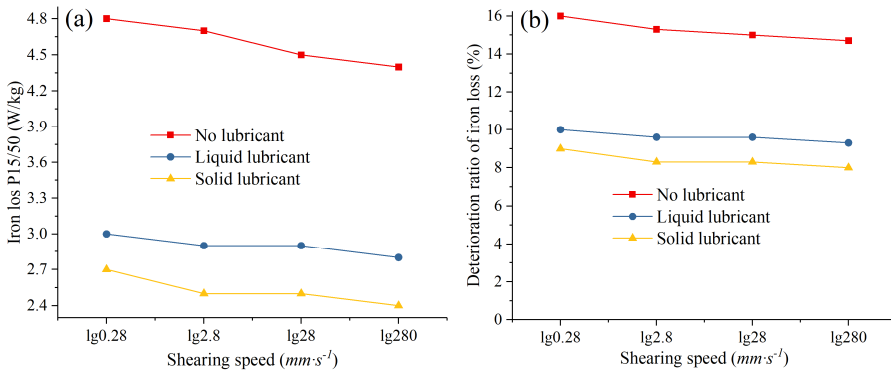 (a)
Iron los P15/50 (W/kg)
4.8
4.5
4.2
3.9
3.6
3.3
3.0
2.7
2.4
No lubricant
Liquid lubricant
Solid lubricant
lg0.28 lg2.8 lg28 lg280
Shearing speed (mm·s⁻¹)
(b)
Deterioration ratio of iron loss (%)
16
14
12
10
8
6
4
2
0
No lubricant
Liquid lubricant
Solid lubricant
lg0.28 lg2.8 lg28 lg280
Shearing speed (mm·s⁻¹)